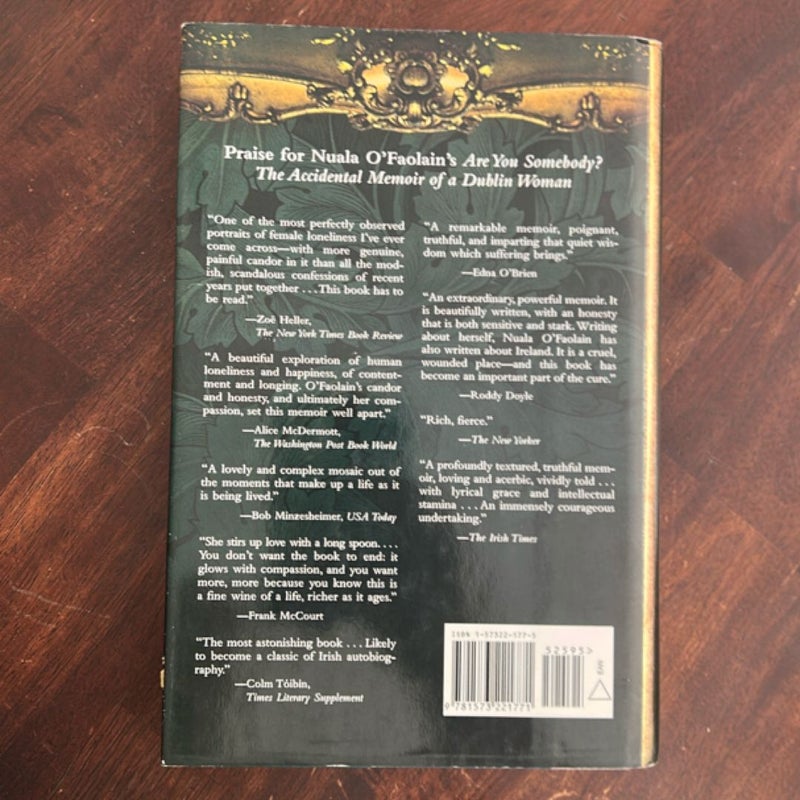 Praise for Nuala O'Faolain's Are You Somebody?
The Accidental Memoir of a Dublin Woman
"One of the most perfectly observed
portraits of female loneliness I've ever
come across—with more genuine,
painful candor in it than all the mod-
ish, scandalous confessions of recent
years put together . . . This book has to
be read."
—Zoë Heller,
The New York Times Book Review
"A beautiful exploration of human
loneliness and happiness, of content-
ment and longing. O'Faolain's candor
and honesty, and ultimately her com-
passion, set this memoir well apart."
—Alice McDermott,
The Washington Post Book World
"A lovely and complex mosaic out of
the moments that make up a life as it
is being lived."
—Bob Minzesheimer, USA Today
"She stirs up love with a long spoon. . . .
You don't want the book to end: it
glows with compassion, and you want
more, more because you know this is
a fine wine of a life, richer as it ages."
—Frank McCourt
"The most astonishing book . . . Likely
to become a classic of Irish autobiog-
raphy."
—Colm Tóibín,
Times Literary Supplement
"A remarkable memoir, poignant,
truthful, and imparting that quiet wis-
dom which suffering brings."
—Edna O'Brien
"An extraordinary, powerful memoir. It
is beautifully written, with an honesty
that is both sensitive and stark. Writing
about herself, Nuala O'Faolain has
also written about Ireland. It is a cruel,
wounded place—and this book has
become an important part of the cure."
—Roddy Doyle
"Rich, fierce."
—The New Yorker
"A profoundly textured, truthful mem-
oir, loving and acerbic, vividly told . . .
with lyrical grace and intellectual
stamina . . . An immensely courageous
undertaking."
—The Irish Times
ISBN 1-57322-177-5
52595>
9 781573 221771
EAN